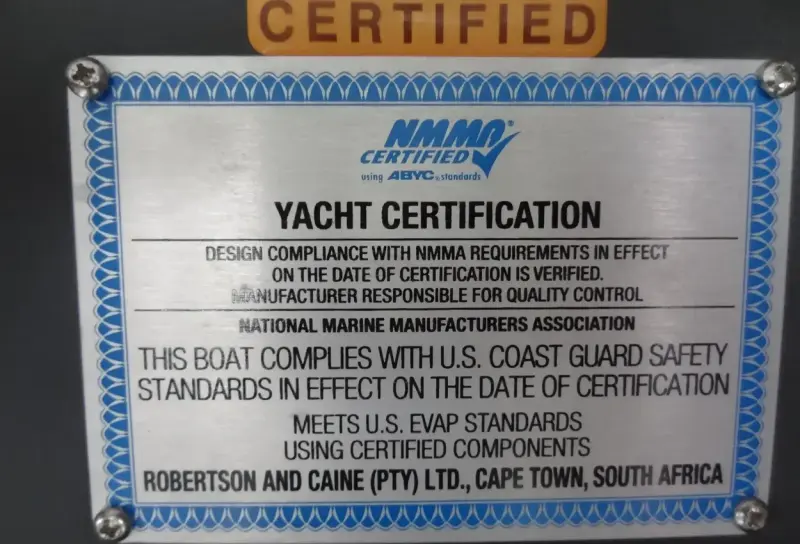 CERTIFIED
NMMA®
CERTIFIED
using ABYC® standards
YACHT CERTIFICATION
DESIGN COMPLIANCE WITH NMMA REQUIREMENTS IN EFFECT
ON THE DATE OF CERTIFICATION IS VERIFIED.
MANUFACTURER RESPONSIBLE FOR QUALITY CONTROL
NATIONAL MARINE MANUFACTURERS ASSOCIATION
THIS BOAT COMPLIES WITH U.S. COAST GUARD SAFETY
STANDARDS IN EFFECT ON THE DATE OF CERTIFICATION
MEETS U.S. EVAP STANDARDS
USING CERTIFIED COMPONENTS
ROBERTSON AND CAINE (PTY) LTD., CAPE TOWN, SOUTH AFRICA